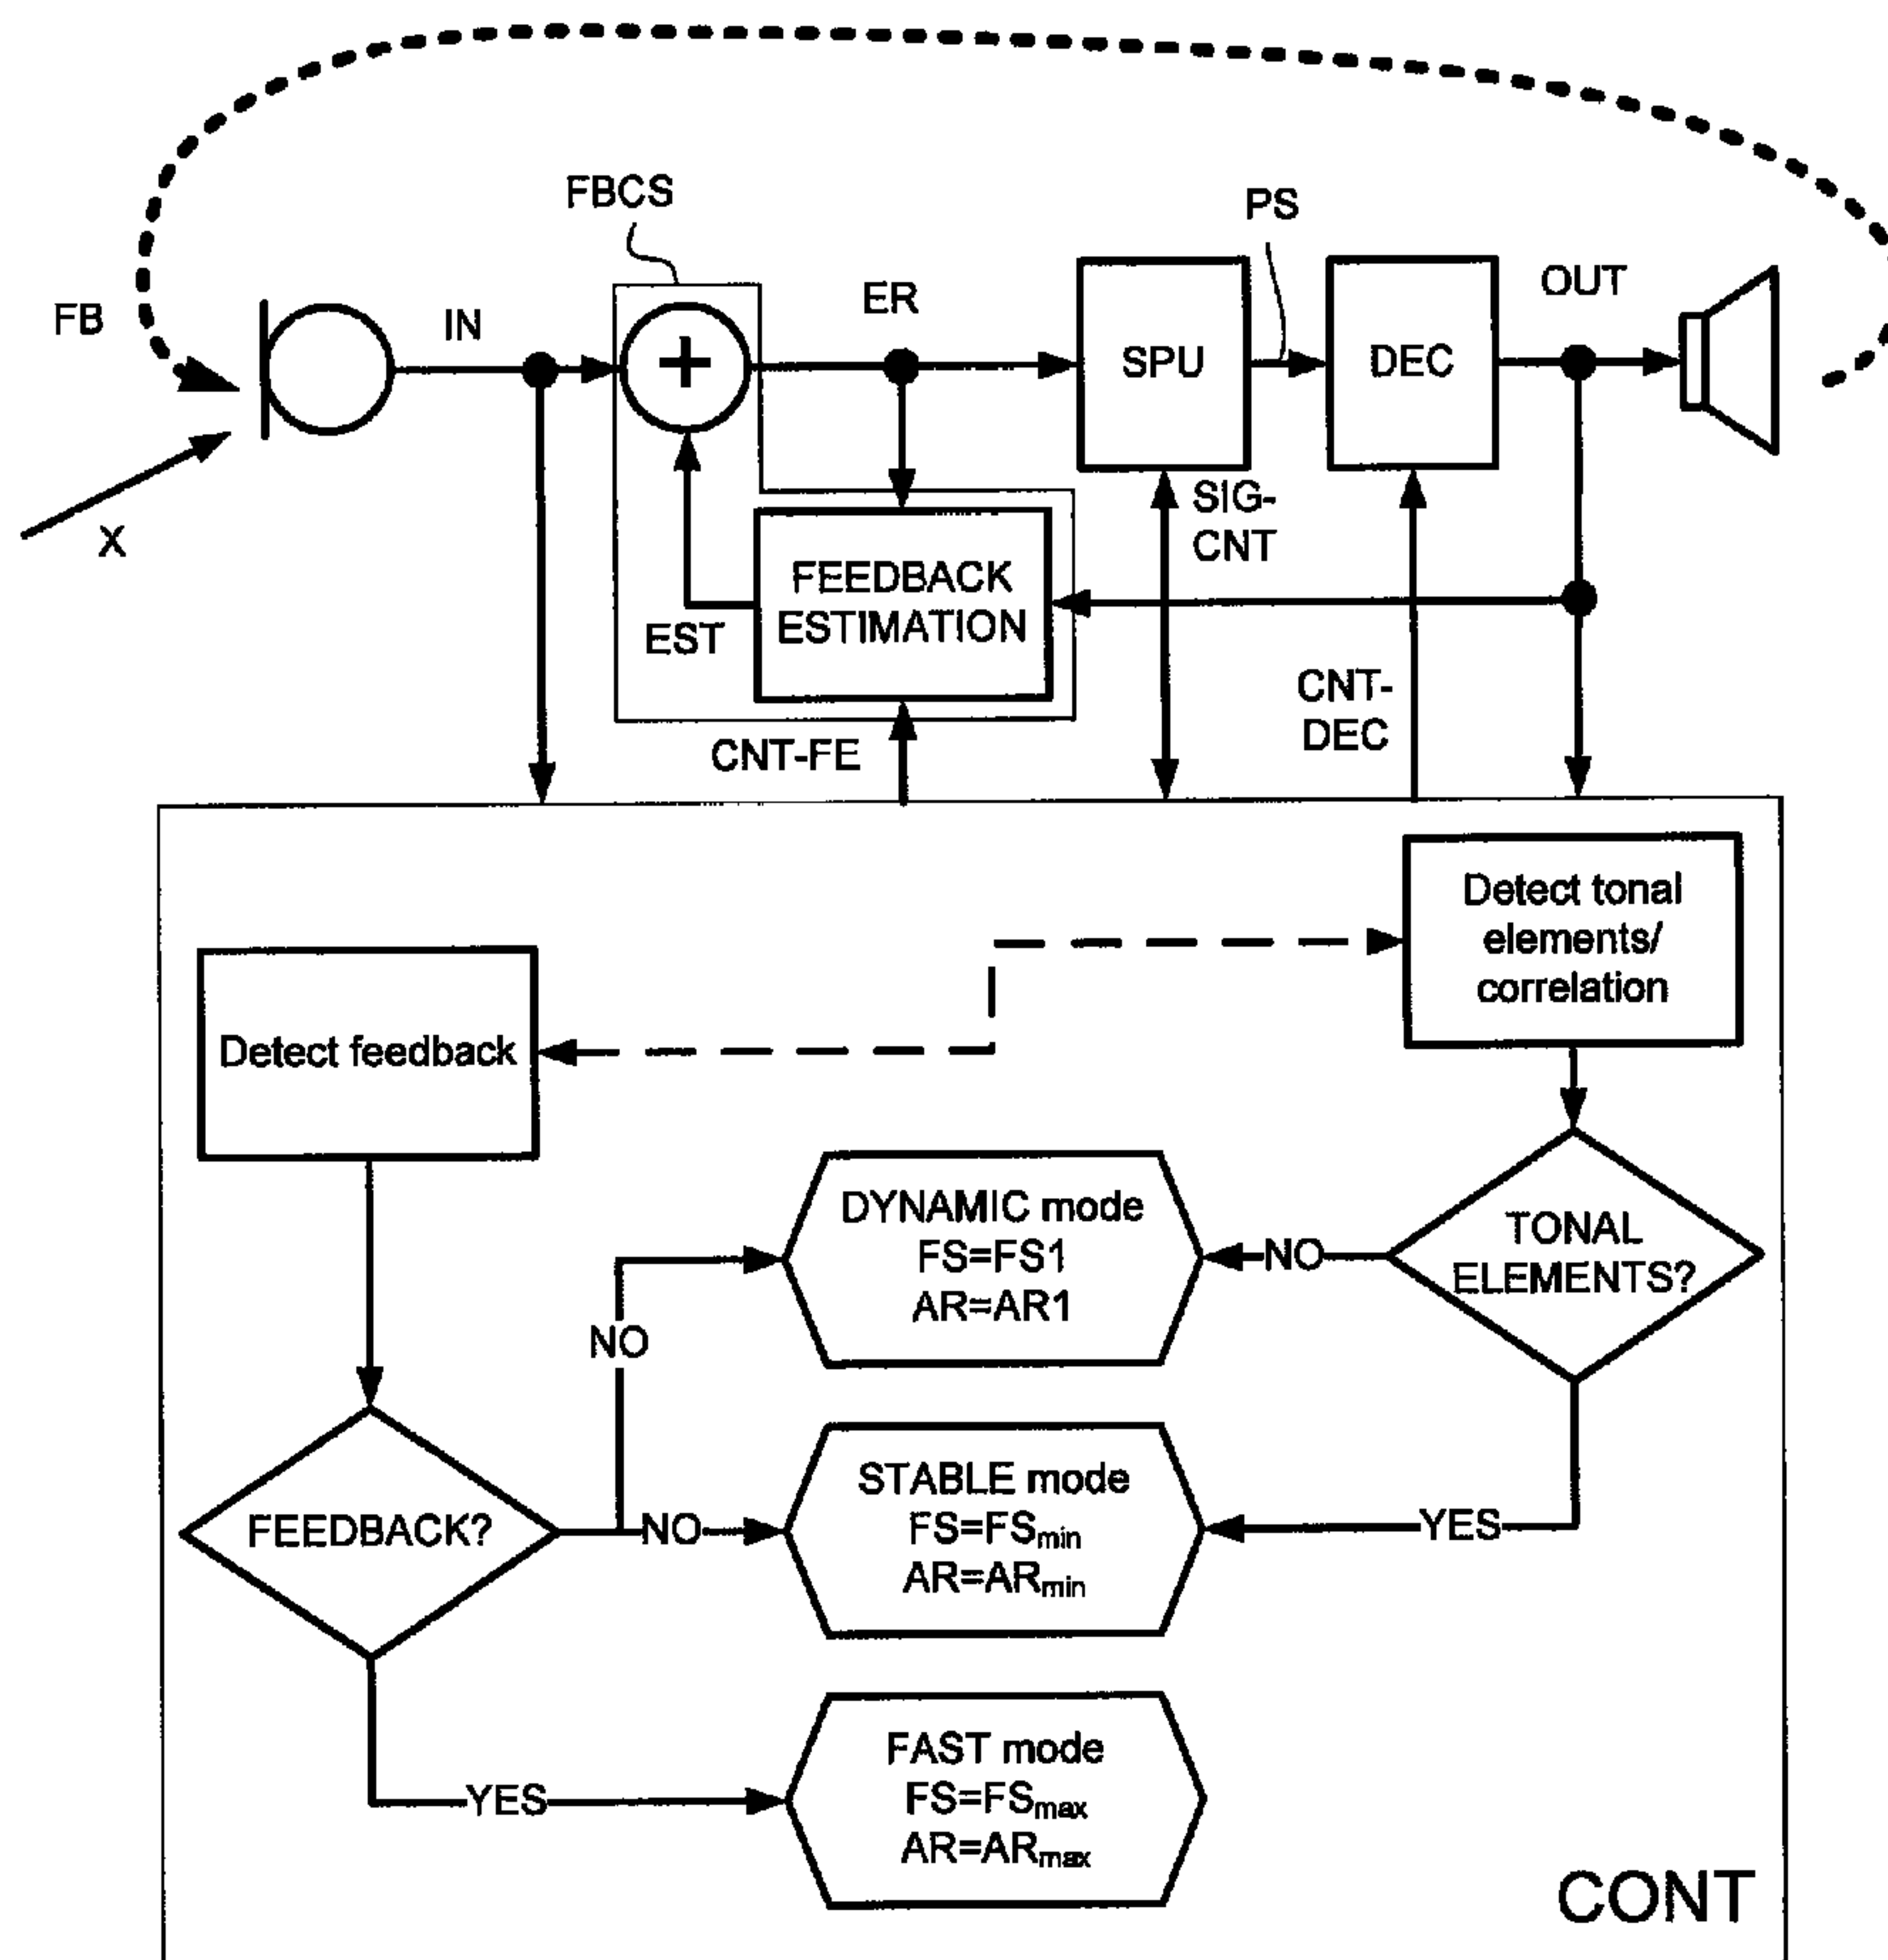 FBCS
PS
FB
IN
ER
SPU
DEC
OUT
+
X
SIG-
CNT
FEEDBACK
ESTIMATION
EST
CNT-
DEC
CNT-FE
Detect tonal
elements/
correlation
Detect feedback
DYNAMIC mode
FS=FS1
AR=AR1
NO
TONAL
ELEMENTS?
NO
STABLE mode
FS=FSmin
AR=ARmin
FEEDBACK?
NO
YES
FAST mode
FS=FSmax
AR=ARmax
YES
CONT